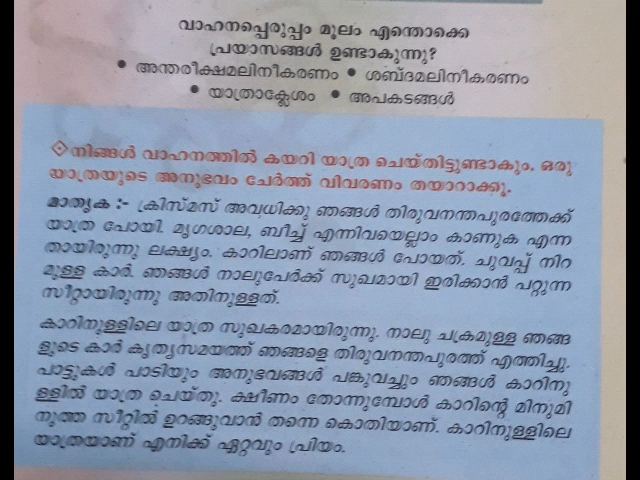 വാഹനപ്പെരുപ്പം മൂലം എന്തൊക്കെ
പ്രയാസങ്ങൾ ഉണ്ടാകുന്നു?
• അന്തരീക്ഷമലിനീകരണം • ശബ്ദമലിനീകരണം
• യാത്രാക്ലേശം • അപകടങ്ങൾ
നിങ്ങൾ വാഹനത്തിൽ കയറി യാത്ര ചെയ്തിട്ടുണ്ടാകും. ഒരു
യാത്രയുടെ അനുഭവം ചേർത്ത് വിവരണം തയാറാക്കൂ.
മാതൃക :- ക്രിസ്മസ് അവധിക്കു ഞങ്ങൾ തിരുവനന്തപുരത്തേക്ക്
യാത്ര പോയി. മൃഗശാല, ബീച്ച് എന്നിവയെല്ലാം കാണുക എന്ന
തായിരുന്നു ലക്ഷ്യം. കാറിലാണ് ഞങ്ങൾ പോയത്. ചുവപ്പ് നിറ
മുള്ള കാർ. ഞങ്ങൾ നാലുപേർക്ക് സുഖമായി ഇരിക്കാൻ പറ്റുന്ന
സീറ്റായിരുന്നു അതിനുള്ളത്.
കാറിനുള്ളിലെ യാത്ര സുഖകരമായിരുന്നു. നാലു ചക്രമുള്ള ഞങ്ങ
ളുടെ കാർ കൃത്യസമയത്ത് ഞങ്ങളെ തിരുവനന്തപുരത്ത് എത്തിച്ചു.
പാട്ടുകൾ പാടിയും അനുഭവങ്ങൾ പങ്കുവച്ചും ഞങ്ങൾ കാറിനു
ള്ളിൽ യാത്ര ചെയ്തു. ക്ഷീണം തോന്നുമ്പോൾ കാറിന്റെ മിനുമി
നുത്ത സീറ്റിൽ ഉറങ്ങുവാൻ തന്നെ കൊതിയാണ്. കാറിനുള്ളിലെ
യാത്രയാണ് എനിക്ക് ഏറ്റവും പ്രിയം.